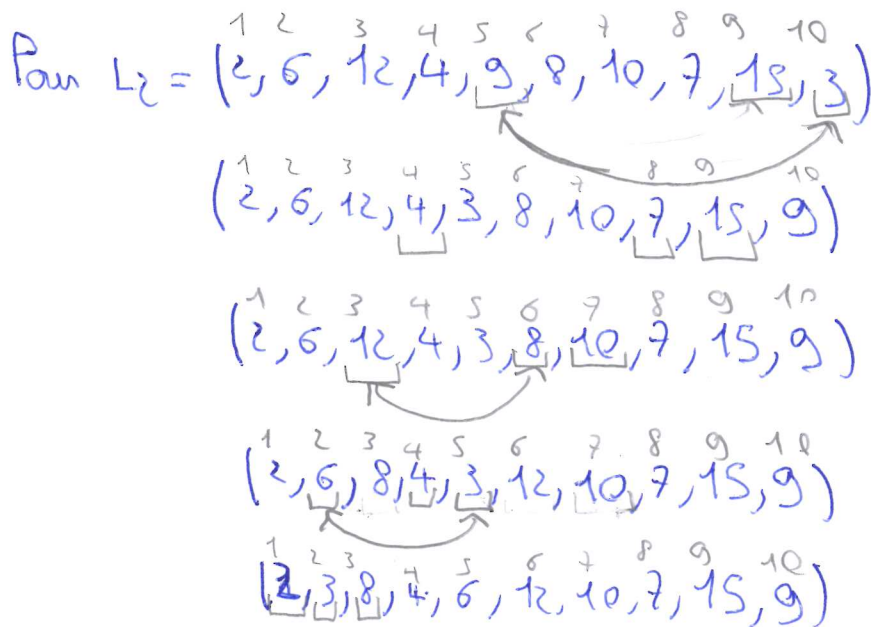 1 2 3 4 5 6 7 8 9 10
Pour L2 = (2, 6, 12, 4, 9, 8, 10, 7, 15, 3)
1 2 3 4 5 6 7 8 9 10
(2, 6, 12, 4, 3, 8, 10, 7, 15, 9)
1 2 3 4 5 6 7 8 9 10
(2, 6, 12, 4, 3, 8, 10, 7, 15, 9)
1 2 3 4 5 6 7 8 9 10
(2, 6, 8, 4, 3, 12, 10, 7, 15, 9)
1 2 3 4 5 6 7 8 9 10
(2, 3, 8, 4, 6, 12, 10, 7, 15, 9)